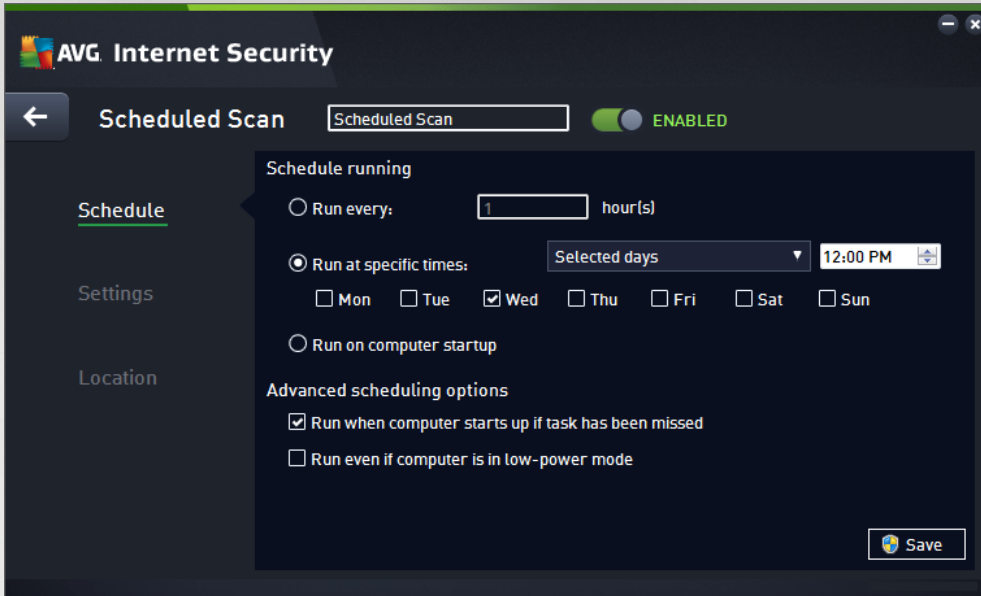 AVG. Internet Security
Scheduled Scan Scheduled Scan ENABLED
Schedule
Settings
Location
Schedule running
Run every: 1 hour(s)
Run at specific times: Selected days 12:00 PM
Mon Tue Wed Thu Fri Sat Sun
Run on computer startup
Advanced scheduling options
Run when computer starts up if task has been missed
Run even if computer is in low-power mode
Save